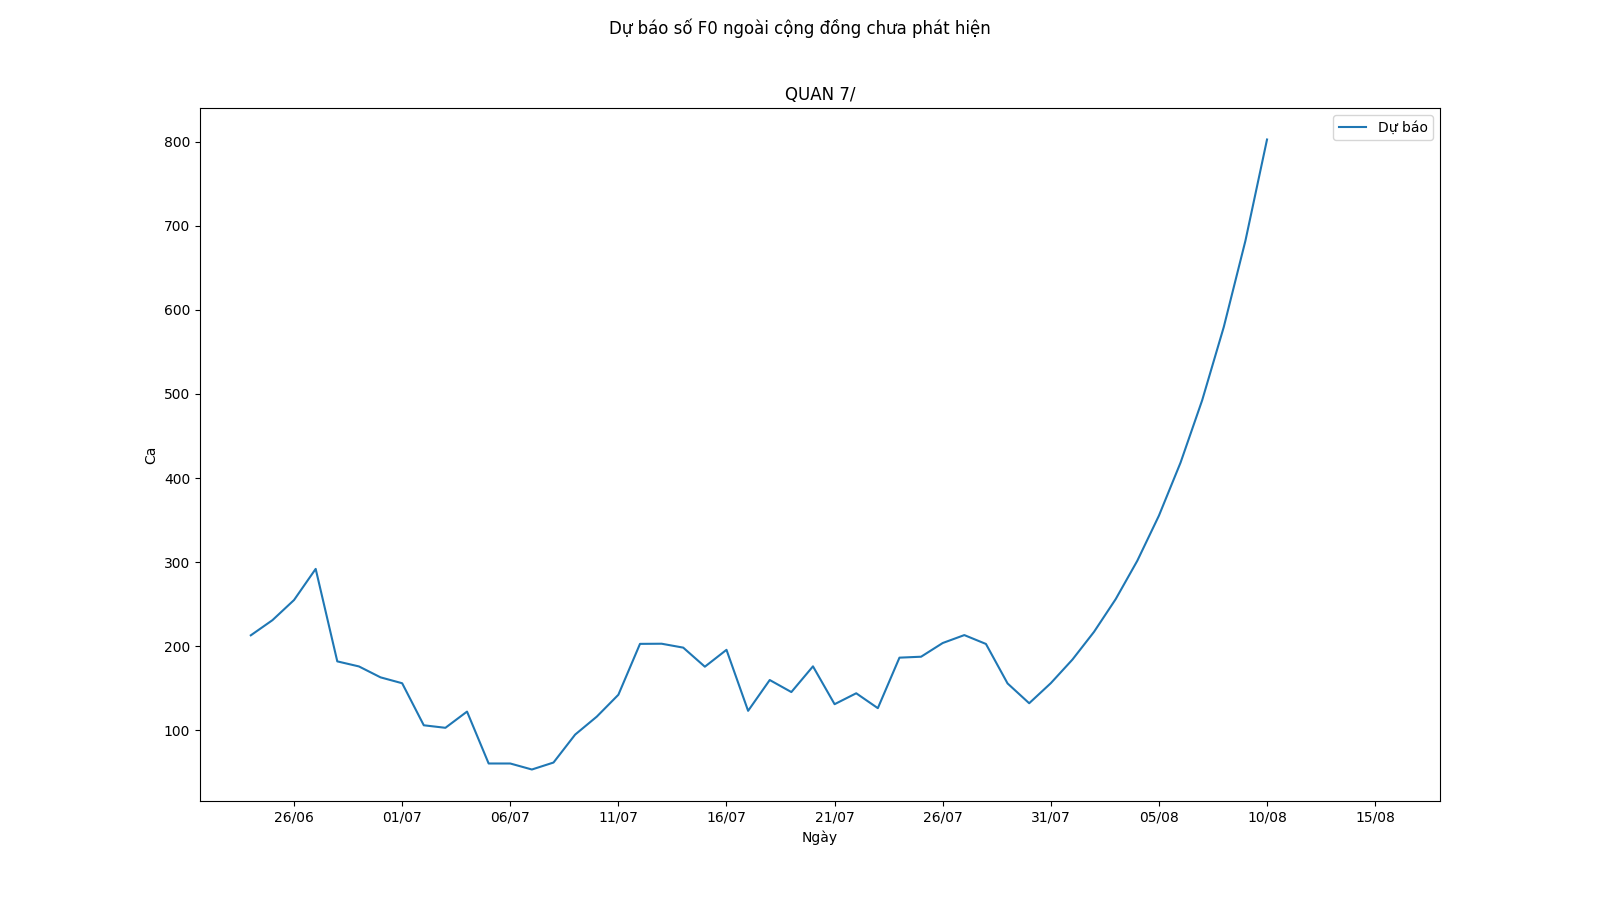 Dự báo số F0 ngoài cộng đồng chưa phát hiện
QUAN 7/
Dự báo
800
700
600
500
400
300
200
100
Ca
26/06 01/07 06/07 11/07 16/07 21/07 26/07 31/07 05/08 10/08 15/08
Ngày